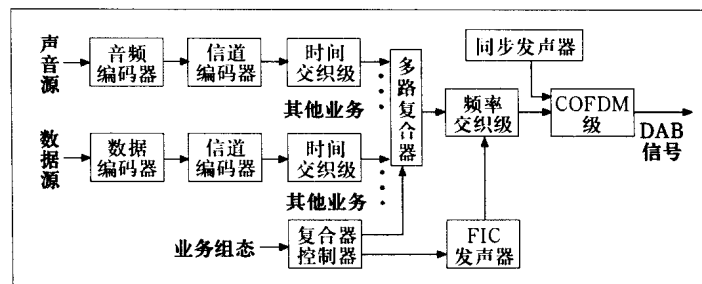 声音源
音频
编码器
信道
编码器
时间
交织级
其他业务
多路复合器
同步发声器
频率
交织级
COFDM
级
DAB
信号
数据源
数据
编码器
信道
编码器
时间
交织级
其他业务
业务组态
复合器
控制器
FIC
发声器